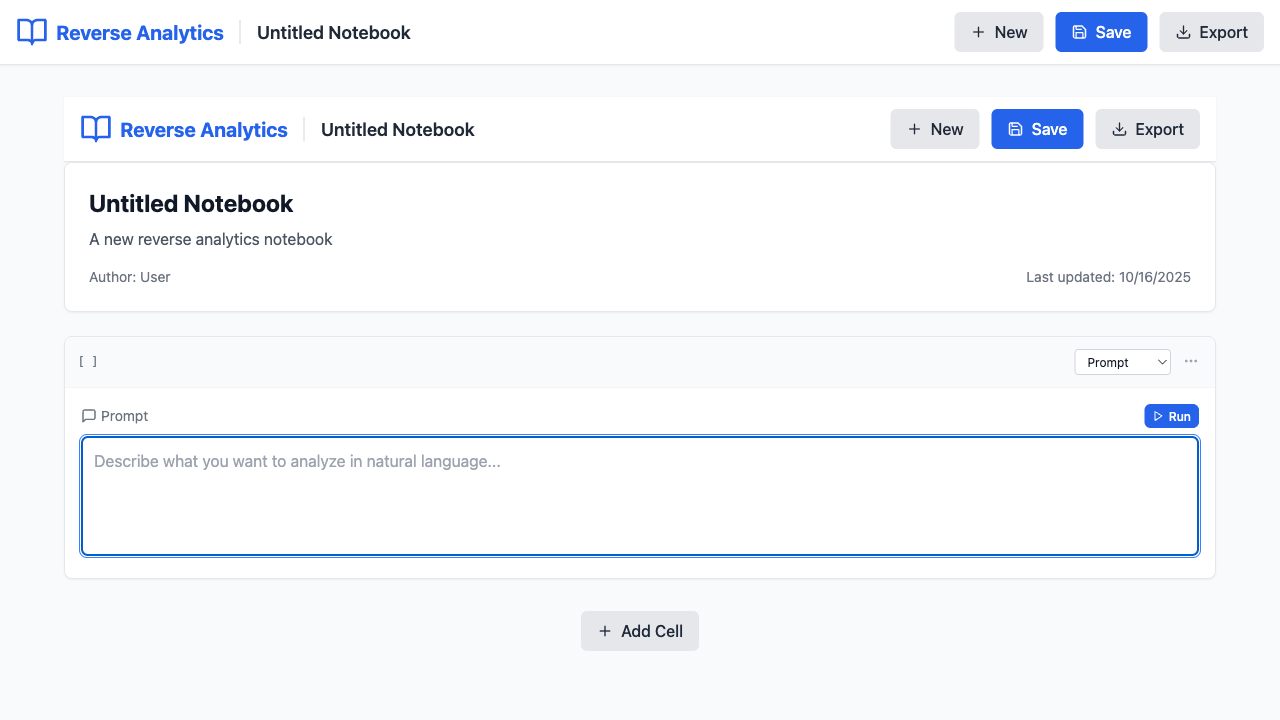 Reverse Analytics Untitled Notebook New Save Export
Reverse Analytics Untitled Notebook New Save Export
Untitled Notebook
A new reverse analytics notebook
Author: User Last updated: 10/16/2025
[ ] Prompt ...
Prompt Run
Describe what you want to analyze in natural language...
Add Cell